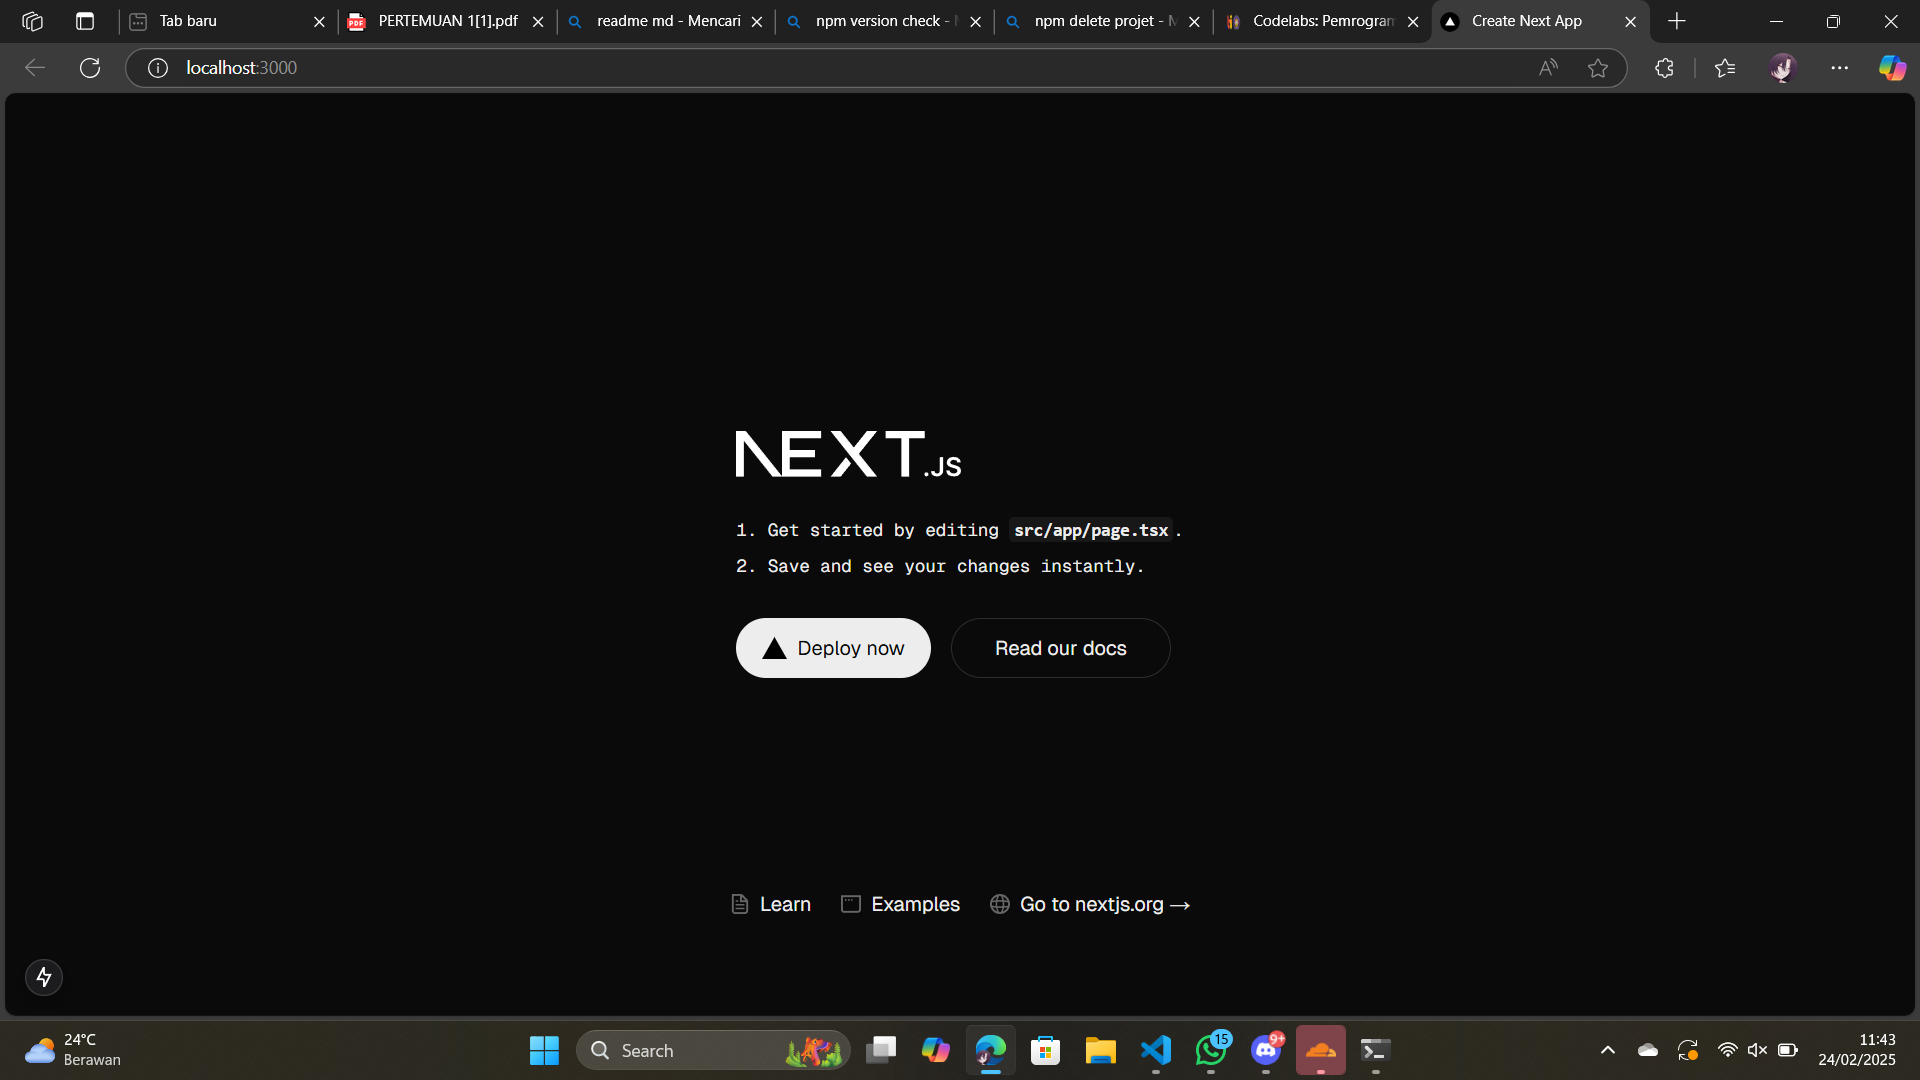 Tab baru
PERTEMUAN 1[1].pdf
readme md - Mencari
npm version check -
npm delete projet -
Codelabs: Pemrogram
Create Next App
localhost:3000
NEXT.JS
1. Get started by editing src/app/page.tsx.
2. Save and see your changes instantly.
Deploy now
Read our docs
Learn
Examples
Go to nextjs.org →
24°C
Berawan
Search
15
9+
11:43
24/02/2025